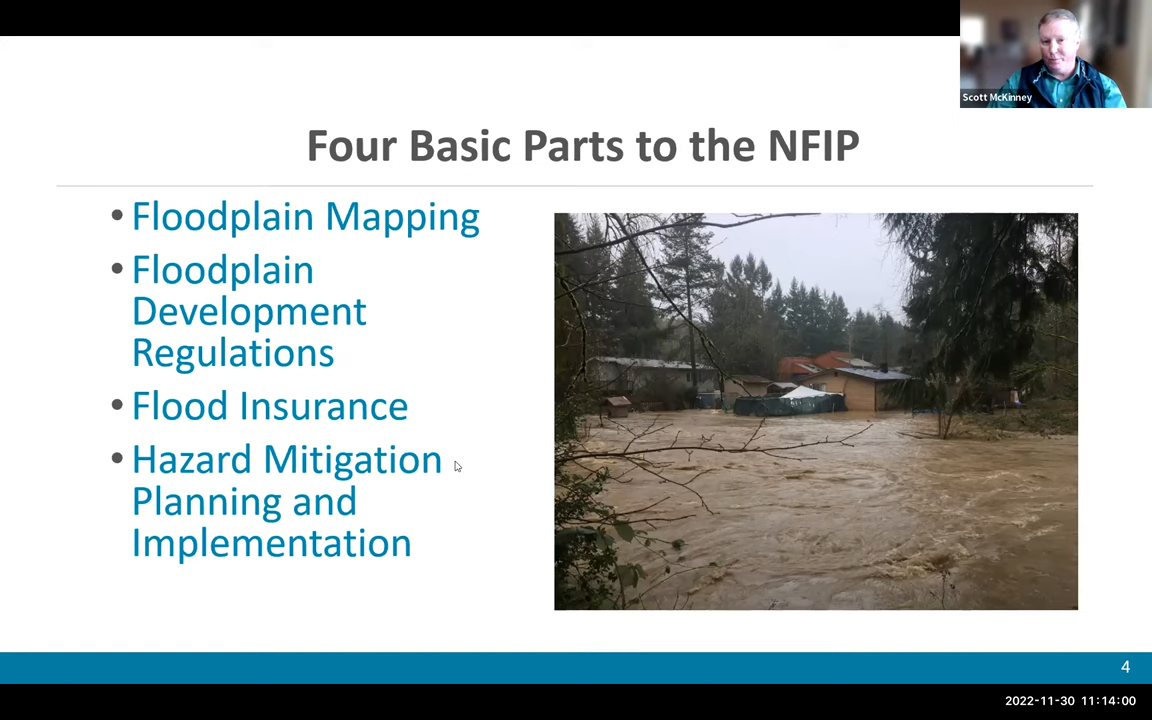 Scott McKinney
Four Basic Parts to the NFIP
• Floodplain Mapping
• Floodplain
Development
Regulations
• Flood Insurance
• Hazard Mitigation
Planning and
Implementation
4
2022-11-30 11:14:00